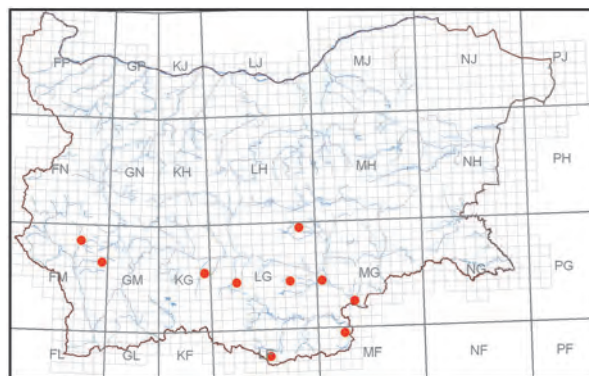 FP GP KJ LJ MJ NJ PJ
FN GN KH LH MH NH PH
FM GM KG LG MG NG PG
FL GL KF LF MF NF PF